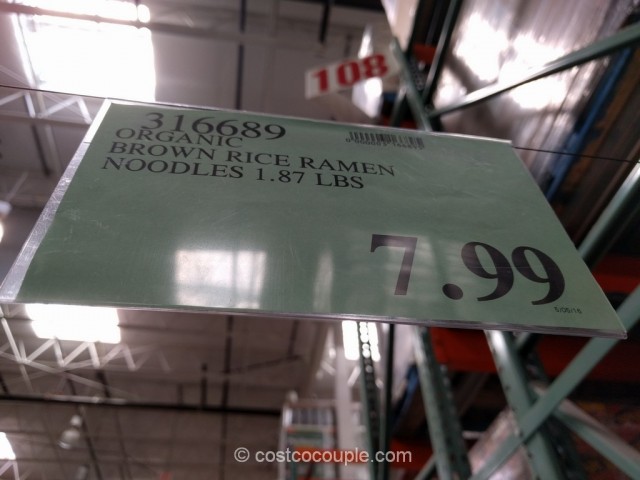 108
316689
ORGANIC
BROWN RICE RAMEN
NOODLES 1.87 LBS
7.99
© costcocouple.com